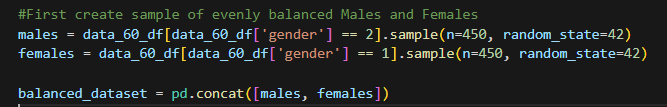 #First create sample of evenly balanced Males and Females
males = data_60_df[data_60_df['gender'] == 2].sample(n=450, random_state=42)
females = data_60_df[data_60_df['gender'] == 1].sample(n=450, random_state=42)
balanced_dataset = pd.concat([males, females])